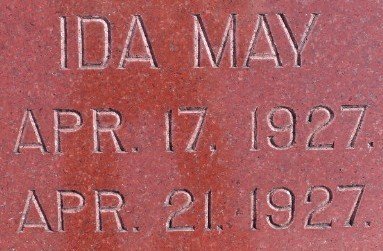 IDA MAY
APR. 17, 1927.
APR. 21, 1927.